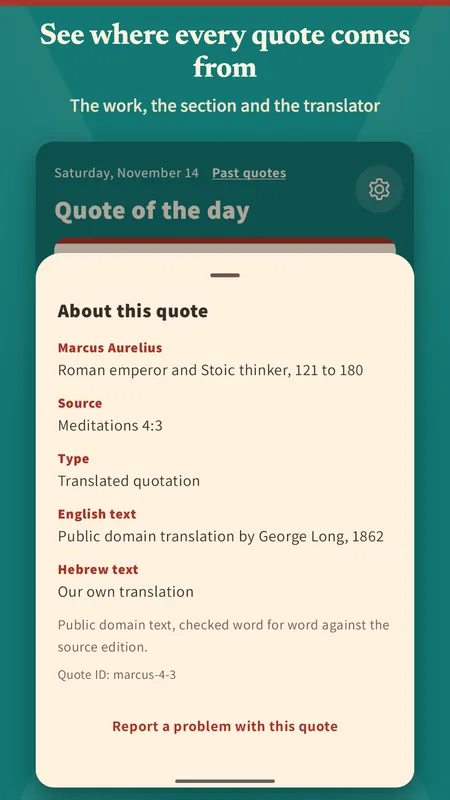 See where every quote comes
from
The work, the section and the translator
Saturday, November 14 Past quotes
Quote of the day
About this quote
Marcus Aurelius
Roman emperor and Stoic thinker, 121 to 180
Source
Meditations 4:3
Type
Translated quotation
English text
Public domain translation by George Long, 1862
Hebrew text
Our own translation
Public domain text, checked word for word against the
source edition.
Quote ID: marcus-4-3
Report a problem with this quote